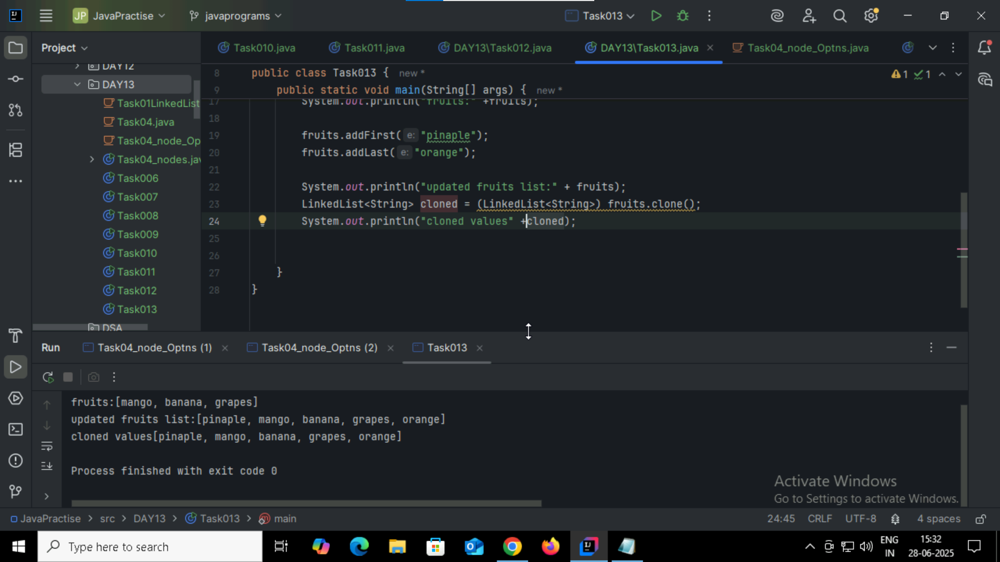 JP JavaPractise
javaprograms
Task013
Project
Task010.java
Task011.java
DAY13\Task012.java
DAY13\Task013.java
Task04_node_Optns.java
DAY12
DAY13
Task01LinkedList
Task04.java
Task04_node_Op
Task04_nodes.jav
Task006
Task007
Task008
Task009
Task010
Task011
Task012
Task013
DSA
8 public class Task013 { new *
9 public static void main(String[] args) { new *
1 1
17 System.out.println("fruits:" +fruits);
18
19 fruits.addFirst( e: "pinaple");
20 fruits.addLast( e: "orange");
21
22 System.out.println("updated fruits list:" + fruits);
23 LinkedList<String> cloned = (LinkedList<String>) fruits.clone();
24 System.out.println("cloned values" +cloned);
25
26
27 }
28 }
Run
Task04_node_Optns (1)
Task04_node_Optns (2)
Task013
fruits:[mango, banana, grapes]
updated fruits list:[pinaple, mango, banana, grapes, orange]
cloned values[pinaple, mango, banana, grapes, orange]
Process finished with exit code 0
Activate Windows
Go to Settings to activate Windows.
JavaPractise > src > DAY13 > Task013 > main
24:45 CRLF UTF-8 4 spaces
Type here to search
ENG
IN
15:32
28-06-2025